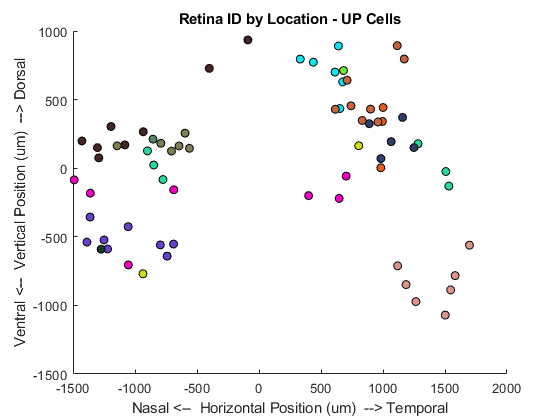 Retina ID by Location - UP Cells
1000
500
0
-500
-1000
-1500
Ventral <-- Vertical Position (um) --> Dorsal
-1500 -1000 -500 0 500 1000 1500 2000
Nasal <-- Horizontal Position (um) --> Temporal